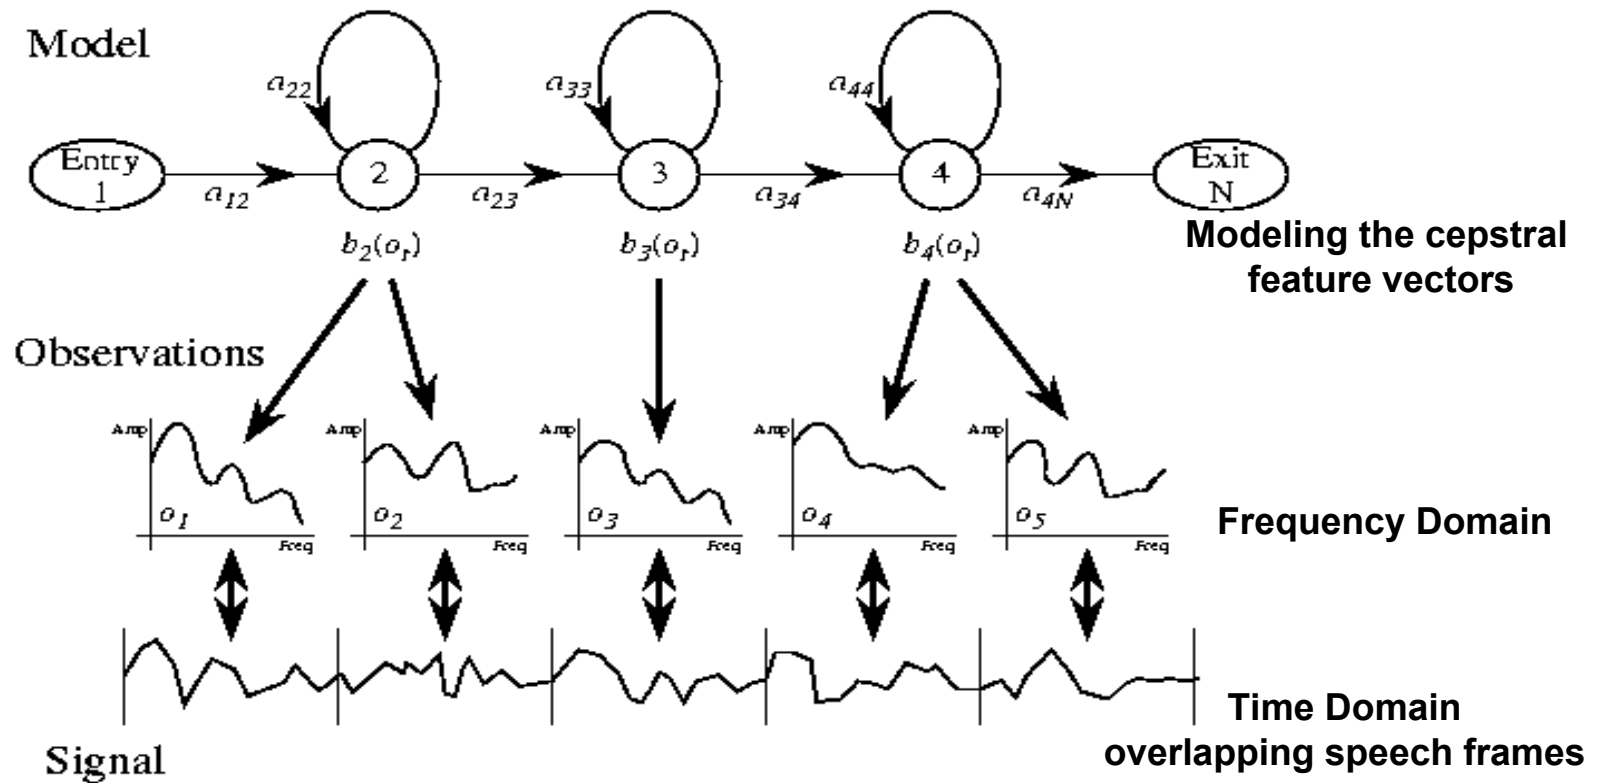 Model
a22
a33
a44
Entry
1
2
3
4
Exit
N
a12
a23
a34
a4N
b2(ot)
b3(ot)
b4(ot)
Modeling the cepstral
feature vectors
Observations
Amp
Amp
Amp
Amp
Amp
o1
o2
o3
o4
o5
Freq
Freq
Freq
Freq
Freq
Frequency Domain
Time Domain
overlapping speech frames
Signal